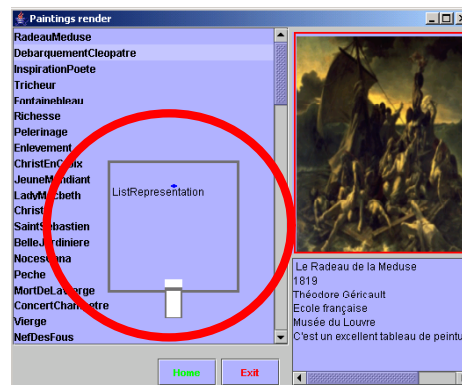 Paintings render
RadeauMeduse
DebarquementCleopatre
InspirationPoete
Tricheur
Fontainebleau
Richesse
Pelerinage
Enlevement
ChristEnCroix
JeuneMendiant
LadyMacbeth
Christ
SaintSebastien
BelleJardiniere
NocesCana
Peche
MortDeLaVierge
ConcertChampetre
Vierge
NefDesFous
ListRepresentation
Home
Exit
Le Radeau de la Meduse
1819
Théodore Géricault
Ecole française
Musée du Louvre
C'est un excellent tableau de peintu